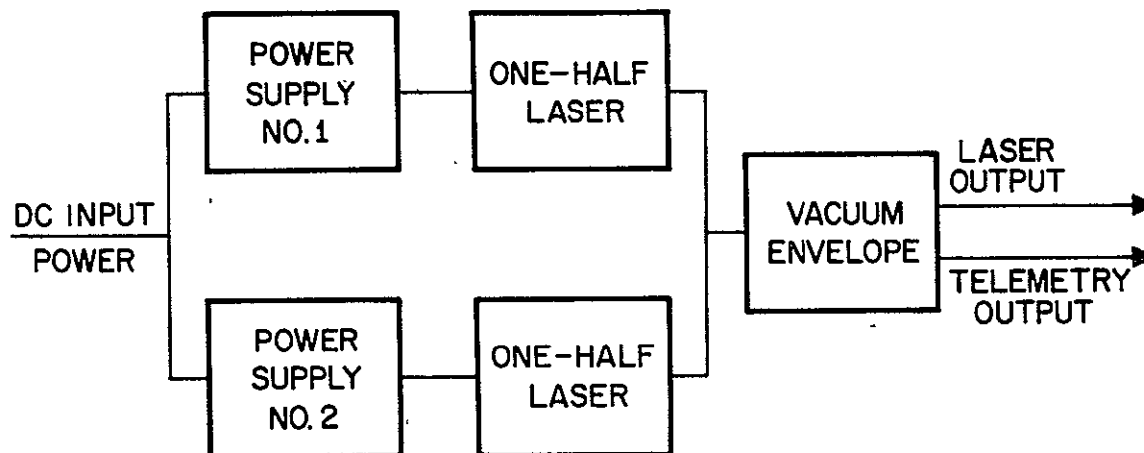 DC INPUT
POWER
POWER
SUPPLY
NO.1
ONE-HALF
LASER
POWER
SUPPLY
NO.2
ONE-HALF
LASER
VACUUM
ENVELOPE
LASER
OUTPUT
TELEMETRY
OUTPUT